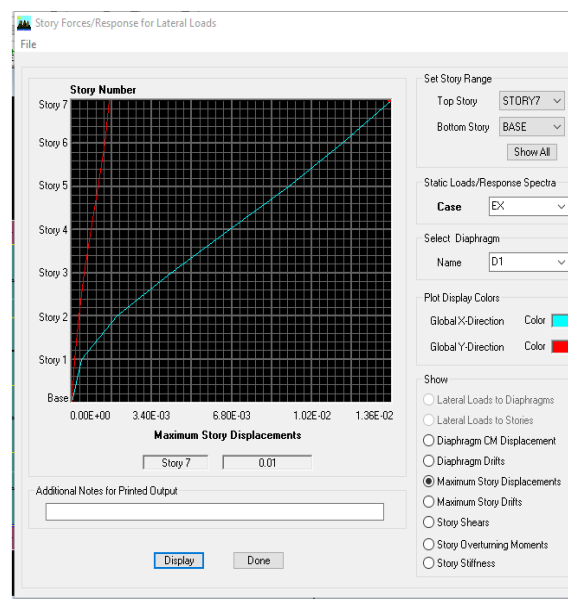 Story Forces/Response for Lateral Loads
File
Story Number
Story 7
Story 6
Story 5
Story 4
Story 3
Story 2
Story 1
Base
0.00E+00 3.40E-03 6.80E-03 1.02E-02 1.36E-02
Maximum Story Displacements
Story 7 0.01
Additional Notes for Printed Output
Display Done
Set Story Range
Top Story STORY7
Bottom Story BASE
Show All
Static Loads/Response Spectra
Case EX
Select Diaphragm
Name D1
Plot Display Colors
Global X-Direction Color
Global Y-Direction Color
Show
Lateral Loads to Diaphragms
Lateral Loads to Stories
Diaphragm CM Displacement
Diaphragm Drifts
Maximum Story Displacements
Maximum Story Drifts
Story Shears
Story Overturning Moments
Story Stiffness